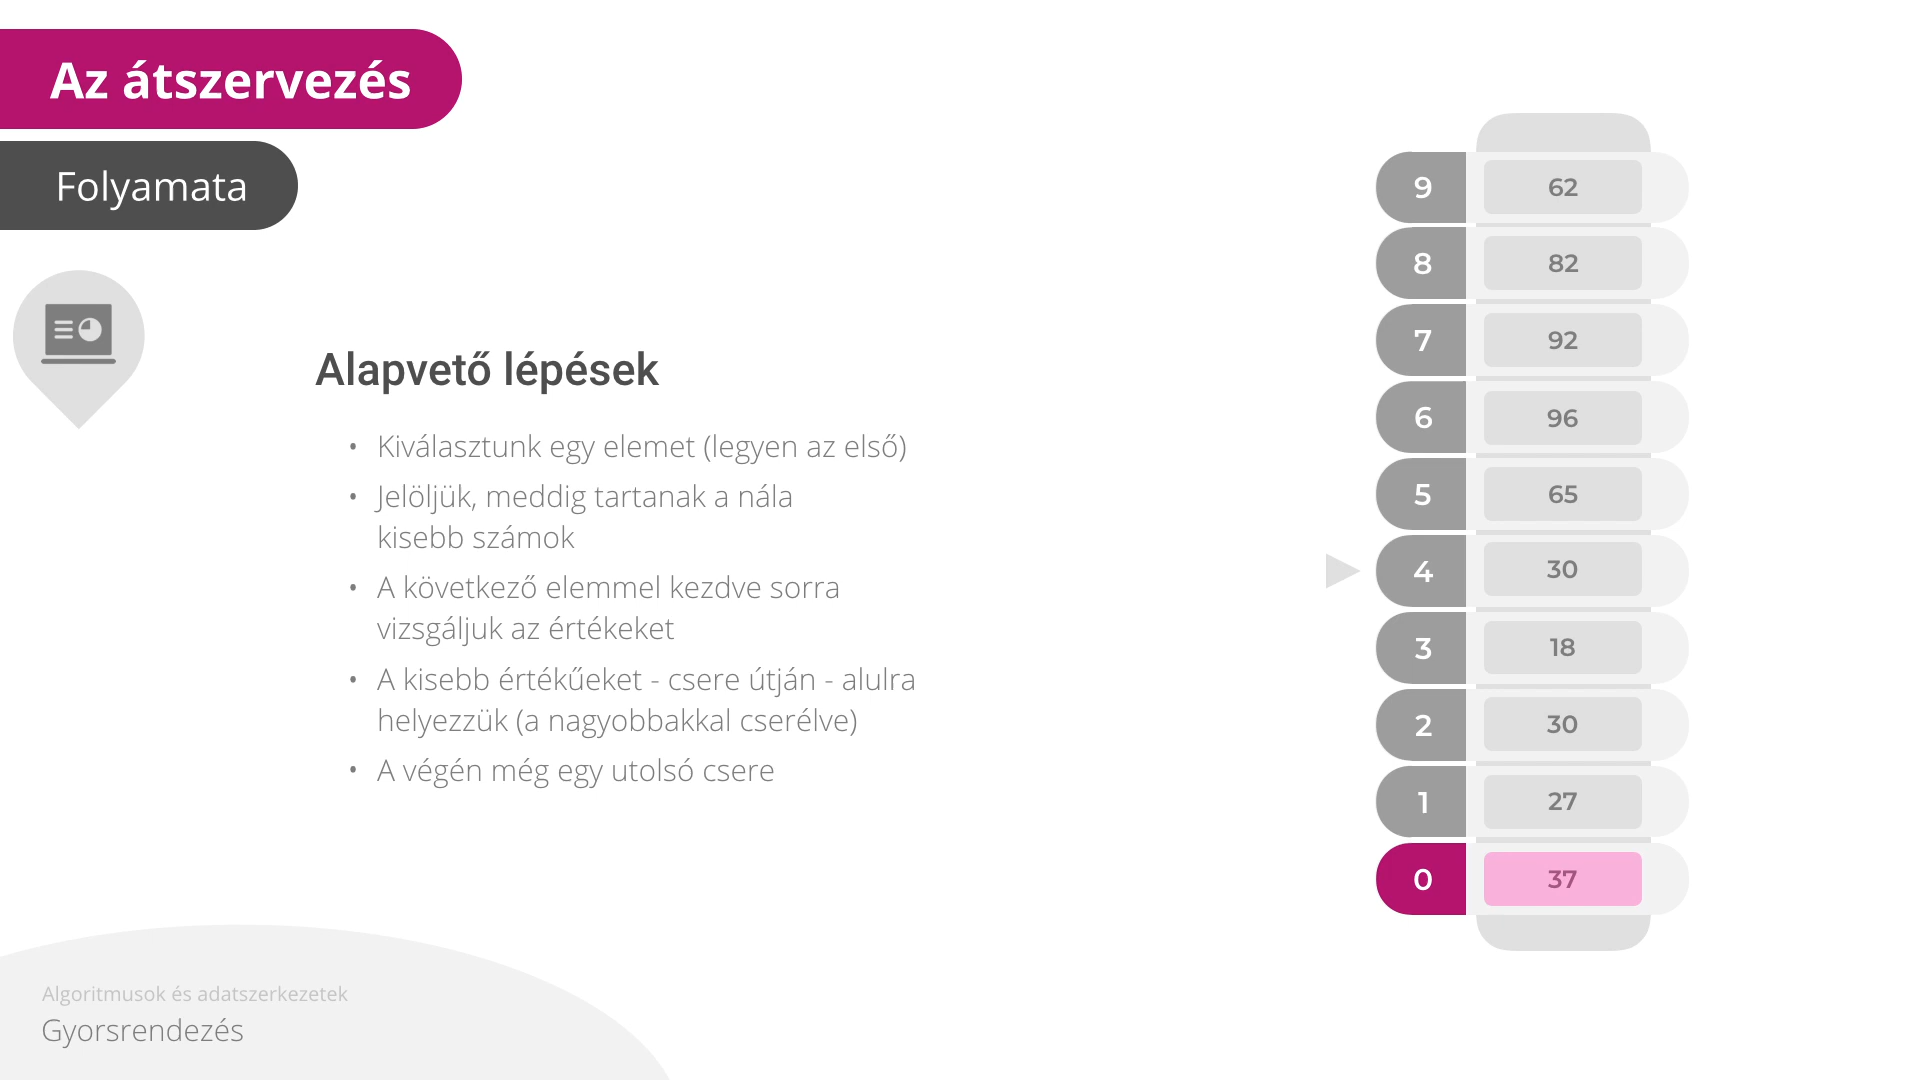 Az átszervezés
Folyamata
Alapvető lépések
• Kiválasztunk egy elemet (legyen az első)
• Jelöljük, meddig tartanak a nála
kisebb számok
• A következő elemmel kezdve sorra
vizsgáljuk az értékeket
• A kisebb értékűeket - csere útján - alulra
helyezzük (a nagyobbakkal cserélve)
• A végén még egy utolsó csere
9 62
8 82
7 92
6 96
5 65
4 30
3 18
2 30
1 27
0 37
Algoritmusok és adatszerkezetek
Gyorsrendezés